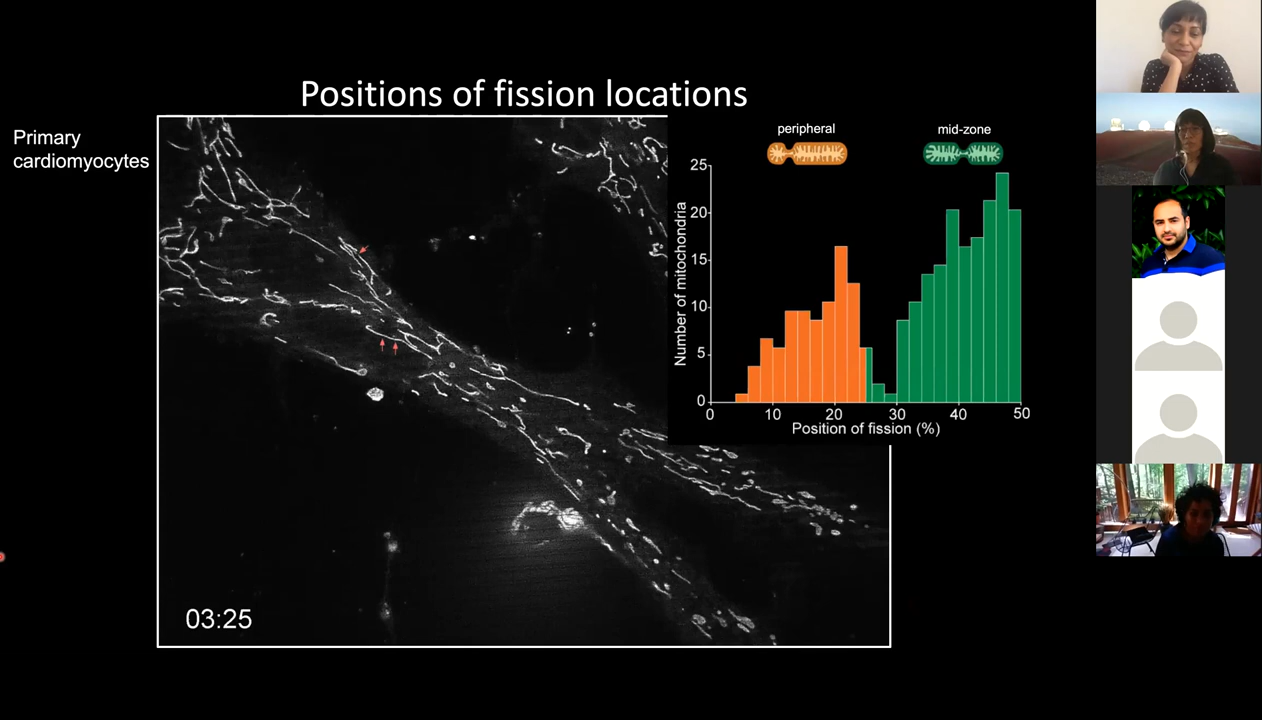 Positions of fission locations
Primary
cardiomyocytes
peripheral
mid-zone
25
20
15
10
5
0
Number of mitochondria
0 10 20 30 40 50
Position of fission (%)
03:25